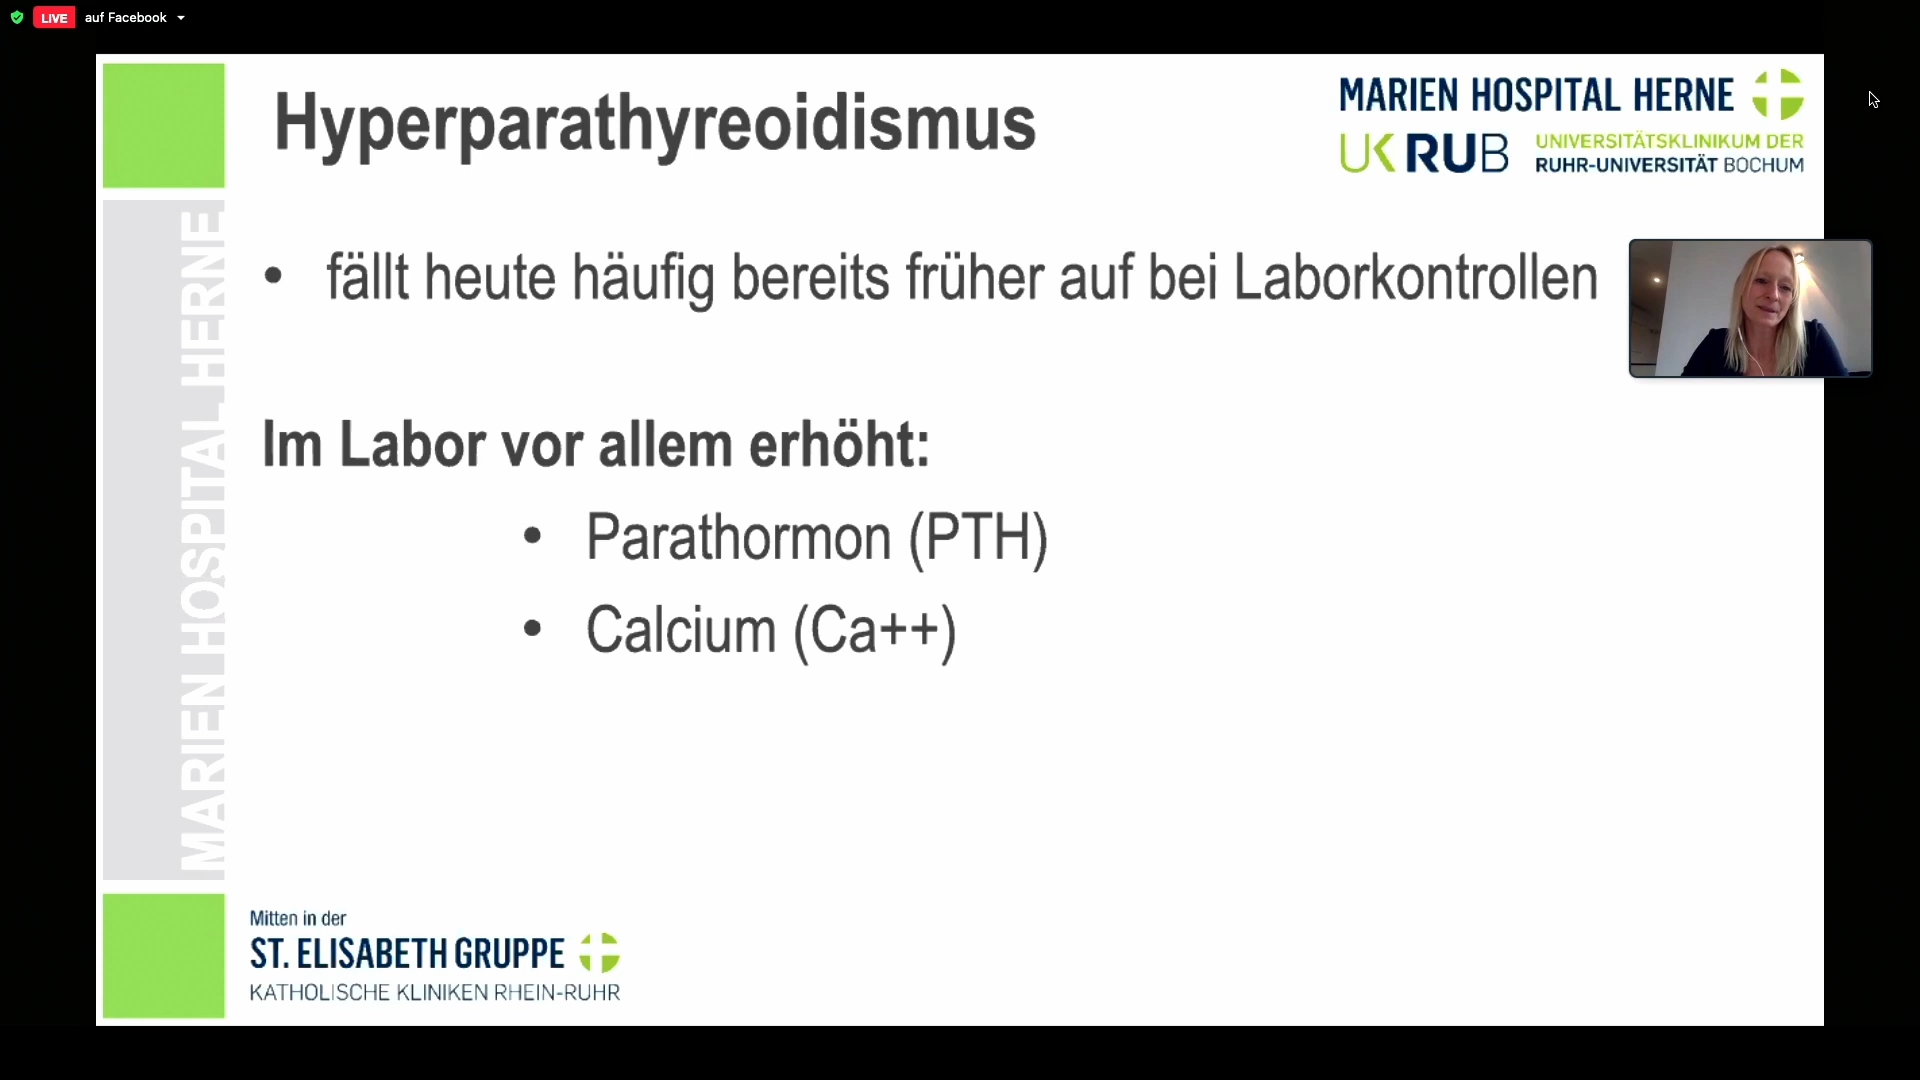 LIVE auf Facebook
Hyperparathyreoidismus
MARIEN HOSPITAL HERNE
UK RUB
UNIVERSITÄTSKLINIKUM DER
RUHR-UNIVERSITÄT BOCHUM
MARIEN HOSPITAL HERNE
• fällt heute häufig bereits früher auf bei Laborkontrollen
Im Labor vor allem erhöht:
• Parathormon (PTH)
• Calcium (Ca++)
Mitten in der
ST. ELISABETH GRUPPE
KATHOLISCHE KLINIKEN RHEIN-RUHR